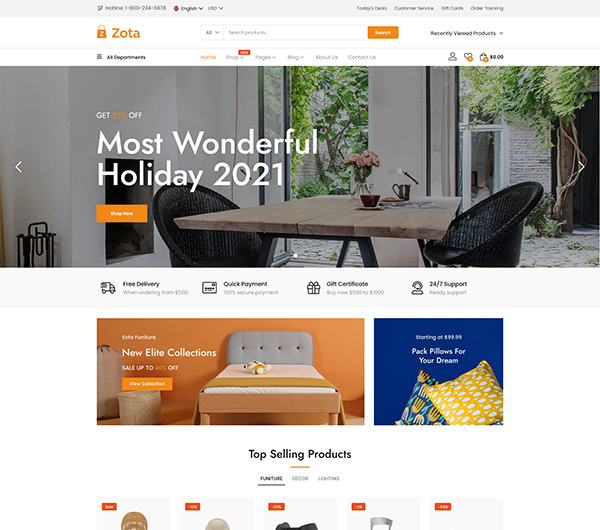 Hotline: 1-800-234-5678 English USD Today's Deals Customer Service Gift Cards Order Tracking
Zota All Search products... Search Recently Viewed Products
All Departments Home Shop NEW Pages Blog About Us Contact Us 0 0 $0.00
GET 25% OFF
Most Wonderful
Holiday 2021
Shop Now
Free Delivery Quick Payment Gift Certificate 24/7 Support
When ordering from $500. 100% secure payment Buy now $500 to $1000 Ready support
Sofa Funiture
New Elite Collections
SALE UP TO 40% OFF
View Collection
Starting at $99.99
Pack Pillows For
Your Dream
Top Selling Products
FUNITURE DECOR LIGHTING
Sale